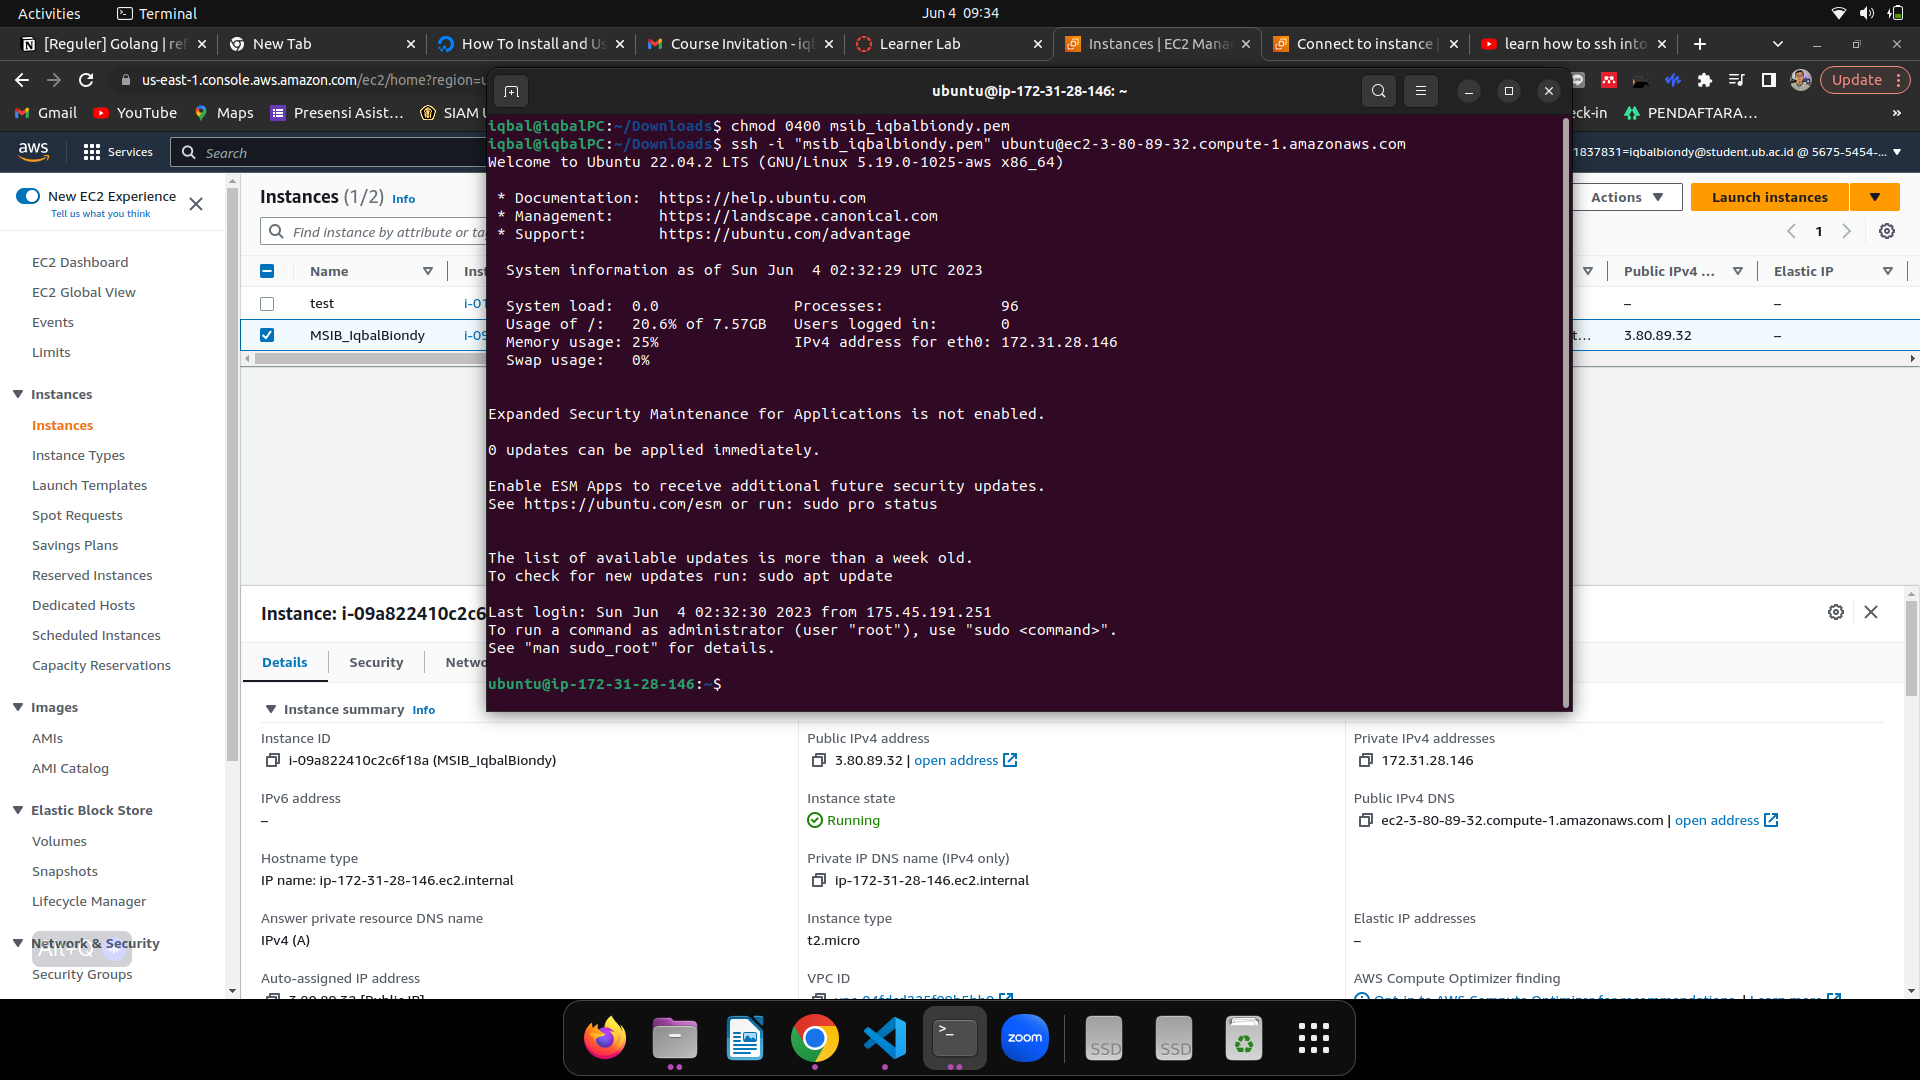 Activities
Terminal
Jun 4 09:34
[Reguler] Golang | ref
New Tab
How To Install and Us
Course Invitation - iqb
Learner Lab
Instances | EC2 Mana
Connect to instance |
learn how to ssh into
us-east-1.console.aws.amazon.com/ec2/home?region=u
Update
Gmail
YouTube
Maps
Presensi Asist...
SIAM U
eck-in
PENDAFTARA...
»
aws
Services
Search
1837831=iqbalbiondy@student.ub.ac.id @ 5675-5454-...
ubuntu@ip-172-31-28-146: ~
iqbal@iqbalPC:~/Downloads$ chmod 0400 msib_iqbalbiondy.pem
iqbal@iqbalPC:~/Downloads$ ssh -i "msib_iqbalbiondy.pem" ubuntu@ec2-3-80-89-32.compute-1.amazonaws.com
Welcome to Ubuntu 22.04.2 LTS (GNU/Linux 5.19.0-1025-aws x86_64)
* Documentation:  https://help.ubuntu.com
* Management:     https://landscape.canonical.com
* Support:        https://ubuntu.com/advantage
System information as of Sun Jun  4 02:32:29 UTC 2023
System load:  0.0               Processes:             96
Usage of /:   20.6% of 7.57GB   Users logged in:       0
Memory usage: 25%               IPv4 address for eth0: 172.31.28.146
Swap usage:   0%
Expanded Security Maintenance for Applications is not enabled.
0 updates can be applied immediately.
Enable ESM Apps to receive additional future security updates.
See https://ubuntu.com/esm or run: sudo pro status
The list of available updates is more than a week old.
To check for new updates run: sudo apt update
Last login: Sun Jun  4 02:32:30 2023 from 175.45.191.251
To run a command as administrator (user "root"), use "sudo <command>".
See "man sudo_root" for details.
ubuntu@ip-172-31-28-146:~$
New EC2 Experience
Tell us what you think
EC2 Dashboard
EC2 Global View
Events
Limits
Instances
Instances
Instance Types
Launch Templates
Spot Requests
Savings Plans
Reserved Instances
Dedicated Hosts
Scheduled Instances
Capacity Reservations
Images
AMIs
AMI Catalog
Elastic Block Store
Volumes
Snapshots
Lifecycle Manager
Network & Security
Alt+Q
Security Groups
Instances (1/2) Info
Actions
Launch instances
Find instance by attribute or tag
1
Name
Inst
Public IPv4 ...
Elastic IP
test
i-01
–
–
MSIB_IqbalBiondy
i-09
t...
3.80.89.32
–
Instance: i-09a822410c2c6
Details
Security
Netwo
Instance summary Info
Instance ID
i-09a822410c2c6f18a (MSIB_IqbalBiondy)
Public IPv4 address
3.80.89.32 | open address
Private IPv4 addresses
172.31.28.146
IPv6 address
–
Instance state
Running
Public IPv4 DNS
ec2-3-80-89-32.compute-1.amazonaws.com | open address
Hostname type
IP name: ip-172-31-28-146.ec2.internal
Private IP DNS name (IPv4 only)
ip-172-31-28-146.ec2.internal
Answer private resource DNS name
IPv4 (A)
Instance type
t2.micro
Elastic IP addresses
–
Auto-assigned IP address
3.80.89.32 [Public IP]
VPC ID
AWS Compute Optimizer finding
Opt-in to AWS Compute Optimizer for recommendations. | Learn more
zoom
SSD
SSD